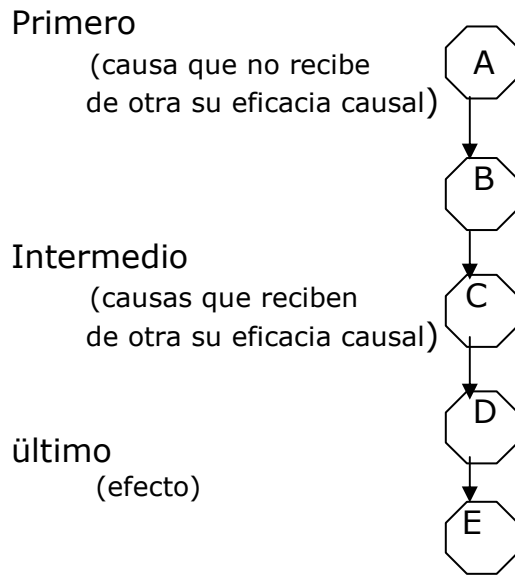 Primero
A
(causa que no recibe
de otra su eficacia causal)
B
Intermedio
(causas que reciben
C
de otra su eficacia causal)
D
ültimo
(efecto)
E